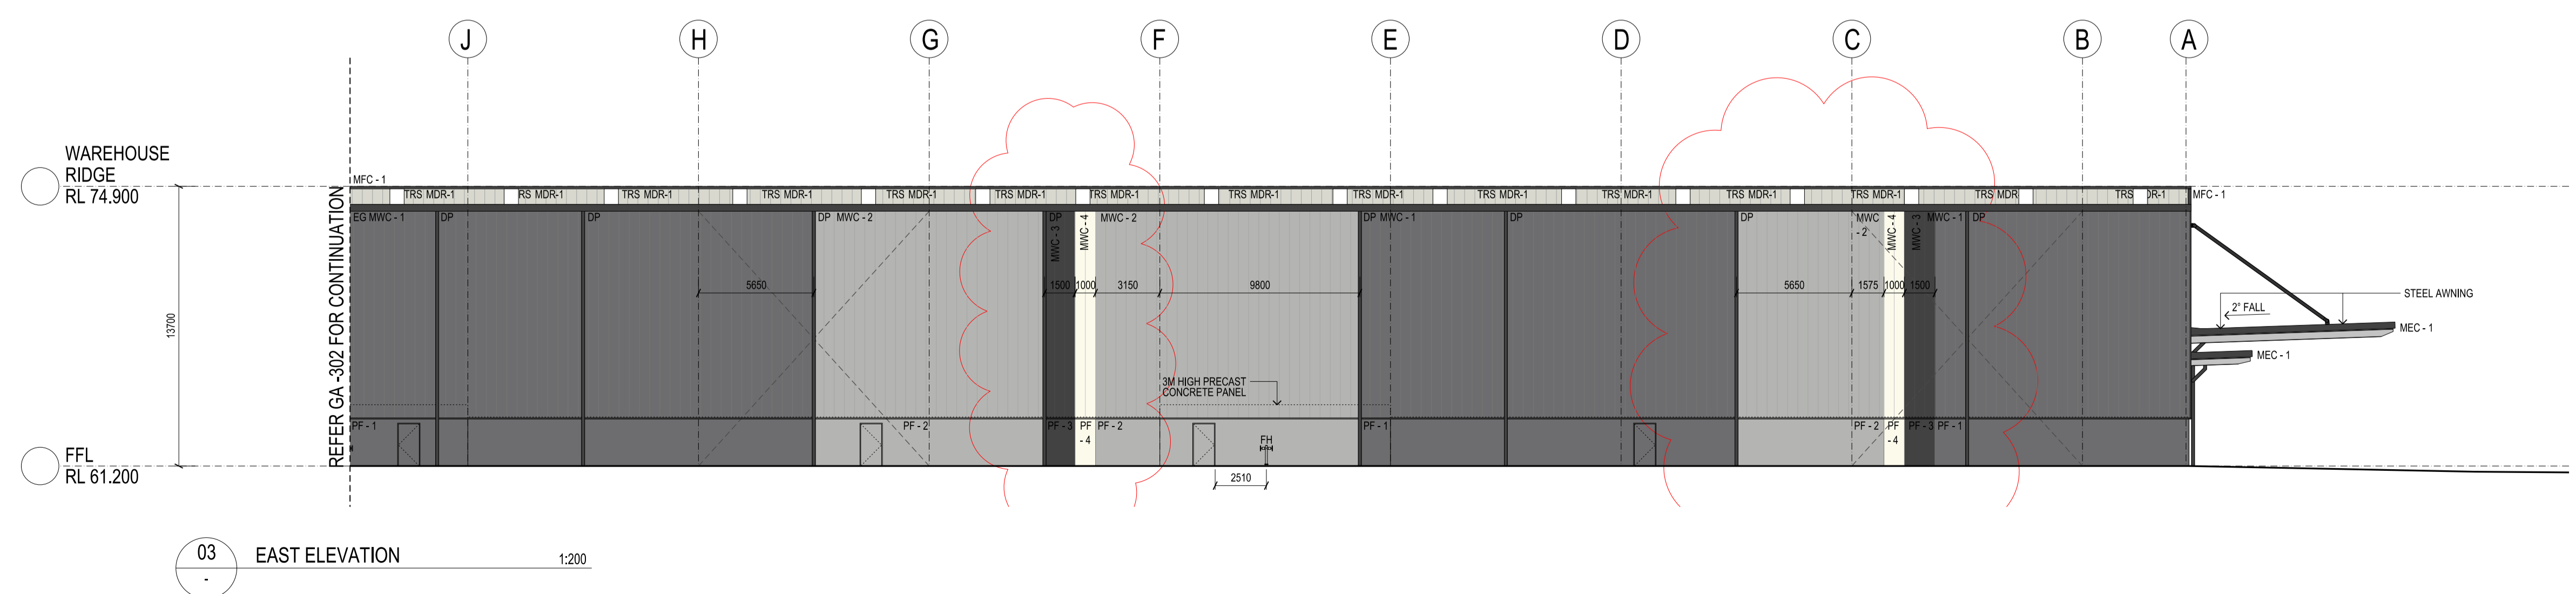 J H G F E D C B A
WAREHOUSE
RIDGE
RL 74.900
MFC - 1
TRS MDR-1 RS MDR-1 TRS MDR-1 TRS MDR-1 TRS MDR-1 TRS MDR-1 TRS MDR-1 TRS MDR-1 TRS MDR-1 TRS MDR-1 TRS MDR-1 TRS MDR-1 TRS MDR-1 TRS MDR TRS DR-1
MFC - 1
REFER GA -302 FOR CONTINUATION
EG MWC - 1 DP DP DP MWC - 2 DP MWC - 3 MWC - 4 MWC - 2 DP MWC - 1 DP DP MWC
- 2
MWC - 4 MWC - 3 MWC - 1 DP
13700
5650 1500 1000 3150 9800 5650 1575 1000 1500
STEEL AWNING
2° FALL
MEC - 1
MEC - 1
3M HIGH PRECAST
CONCRETE PANEL
PF - 1 PF - 2 PF - 3 PF
- 4
PF - 2 PF - 1 PF - 2 PF
- 4
PF - 3 PF - 1
FH
2510
FFL
RL 61.200
03
-
EAST ELEVATION 1:200